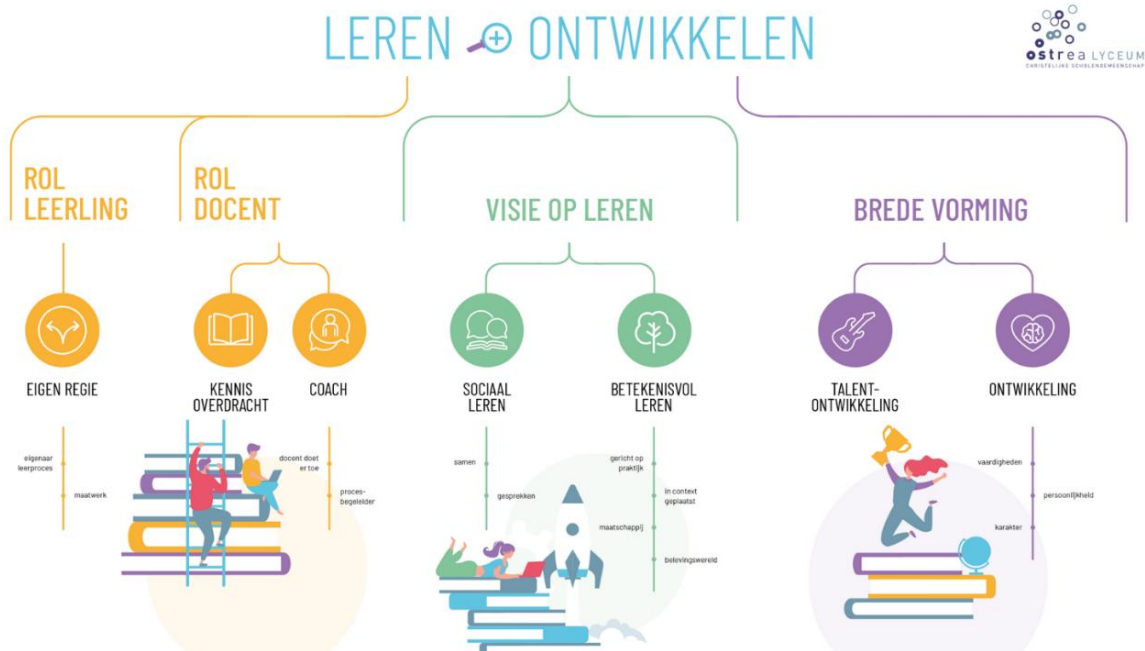 LEREN ONTWIKKELEN
ostrea LYCEUM
CHRISTELIJKE SCHOLENGEMEENSCHAP
ROL
LEERLING
ROL
DOCENT
VISIE OP LEREN
BREDE VORMING
EIGEN REGIE
KENNIS
OVERDRACHT
COACH
SOCIAAL
LEREN
BETEKENISVOL
LEREN
TALENT-
ONTWIKKELING
ONTWIKKELING
eigenaar
leerproces
maatwerk
docent doet
er toe
proces-
begeleider
samen
gesprekken
gericht op
praktijk
in context
geplaatst
maatschappij
belevingswereld
vaardigheden
persoonlijkheid
karakter